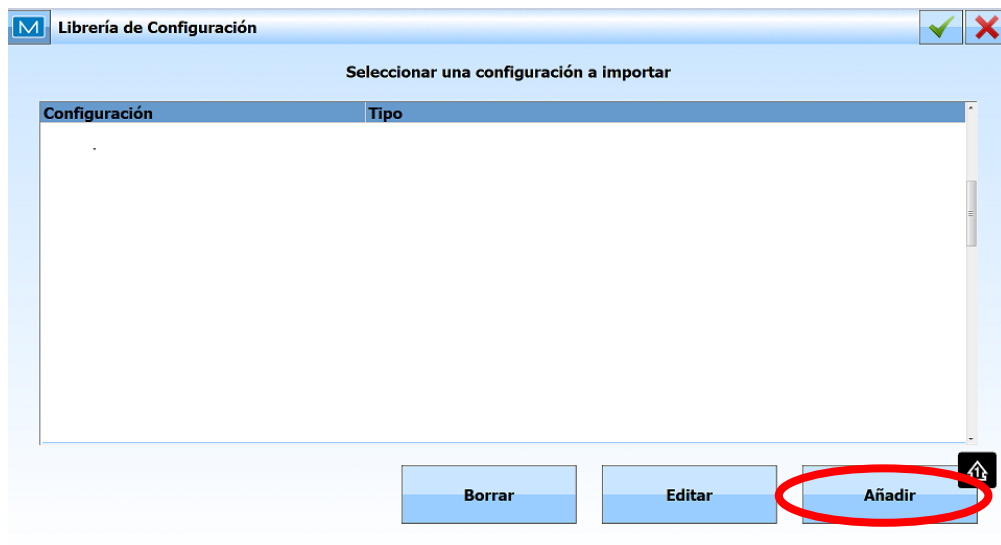 M Librería de Configuración
Seleccionar una configuración a importar
Configuración Tipo
Borrar Editar Añadir